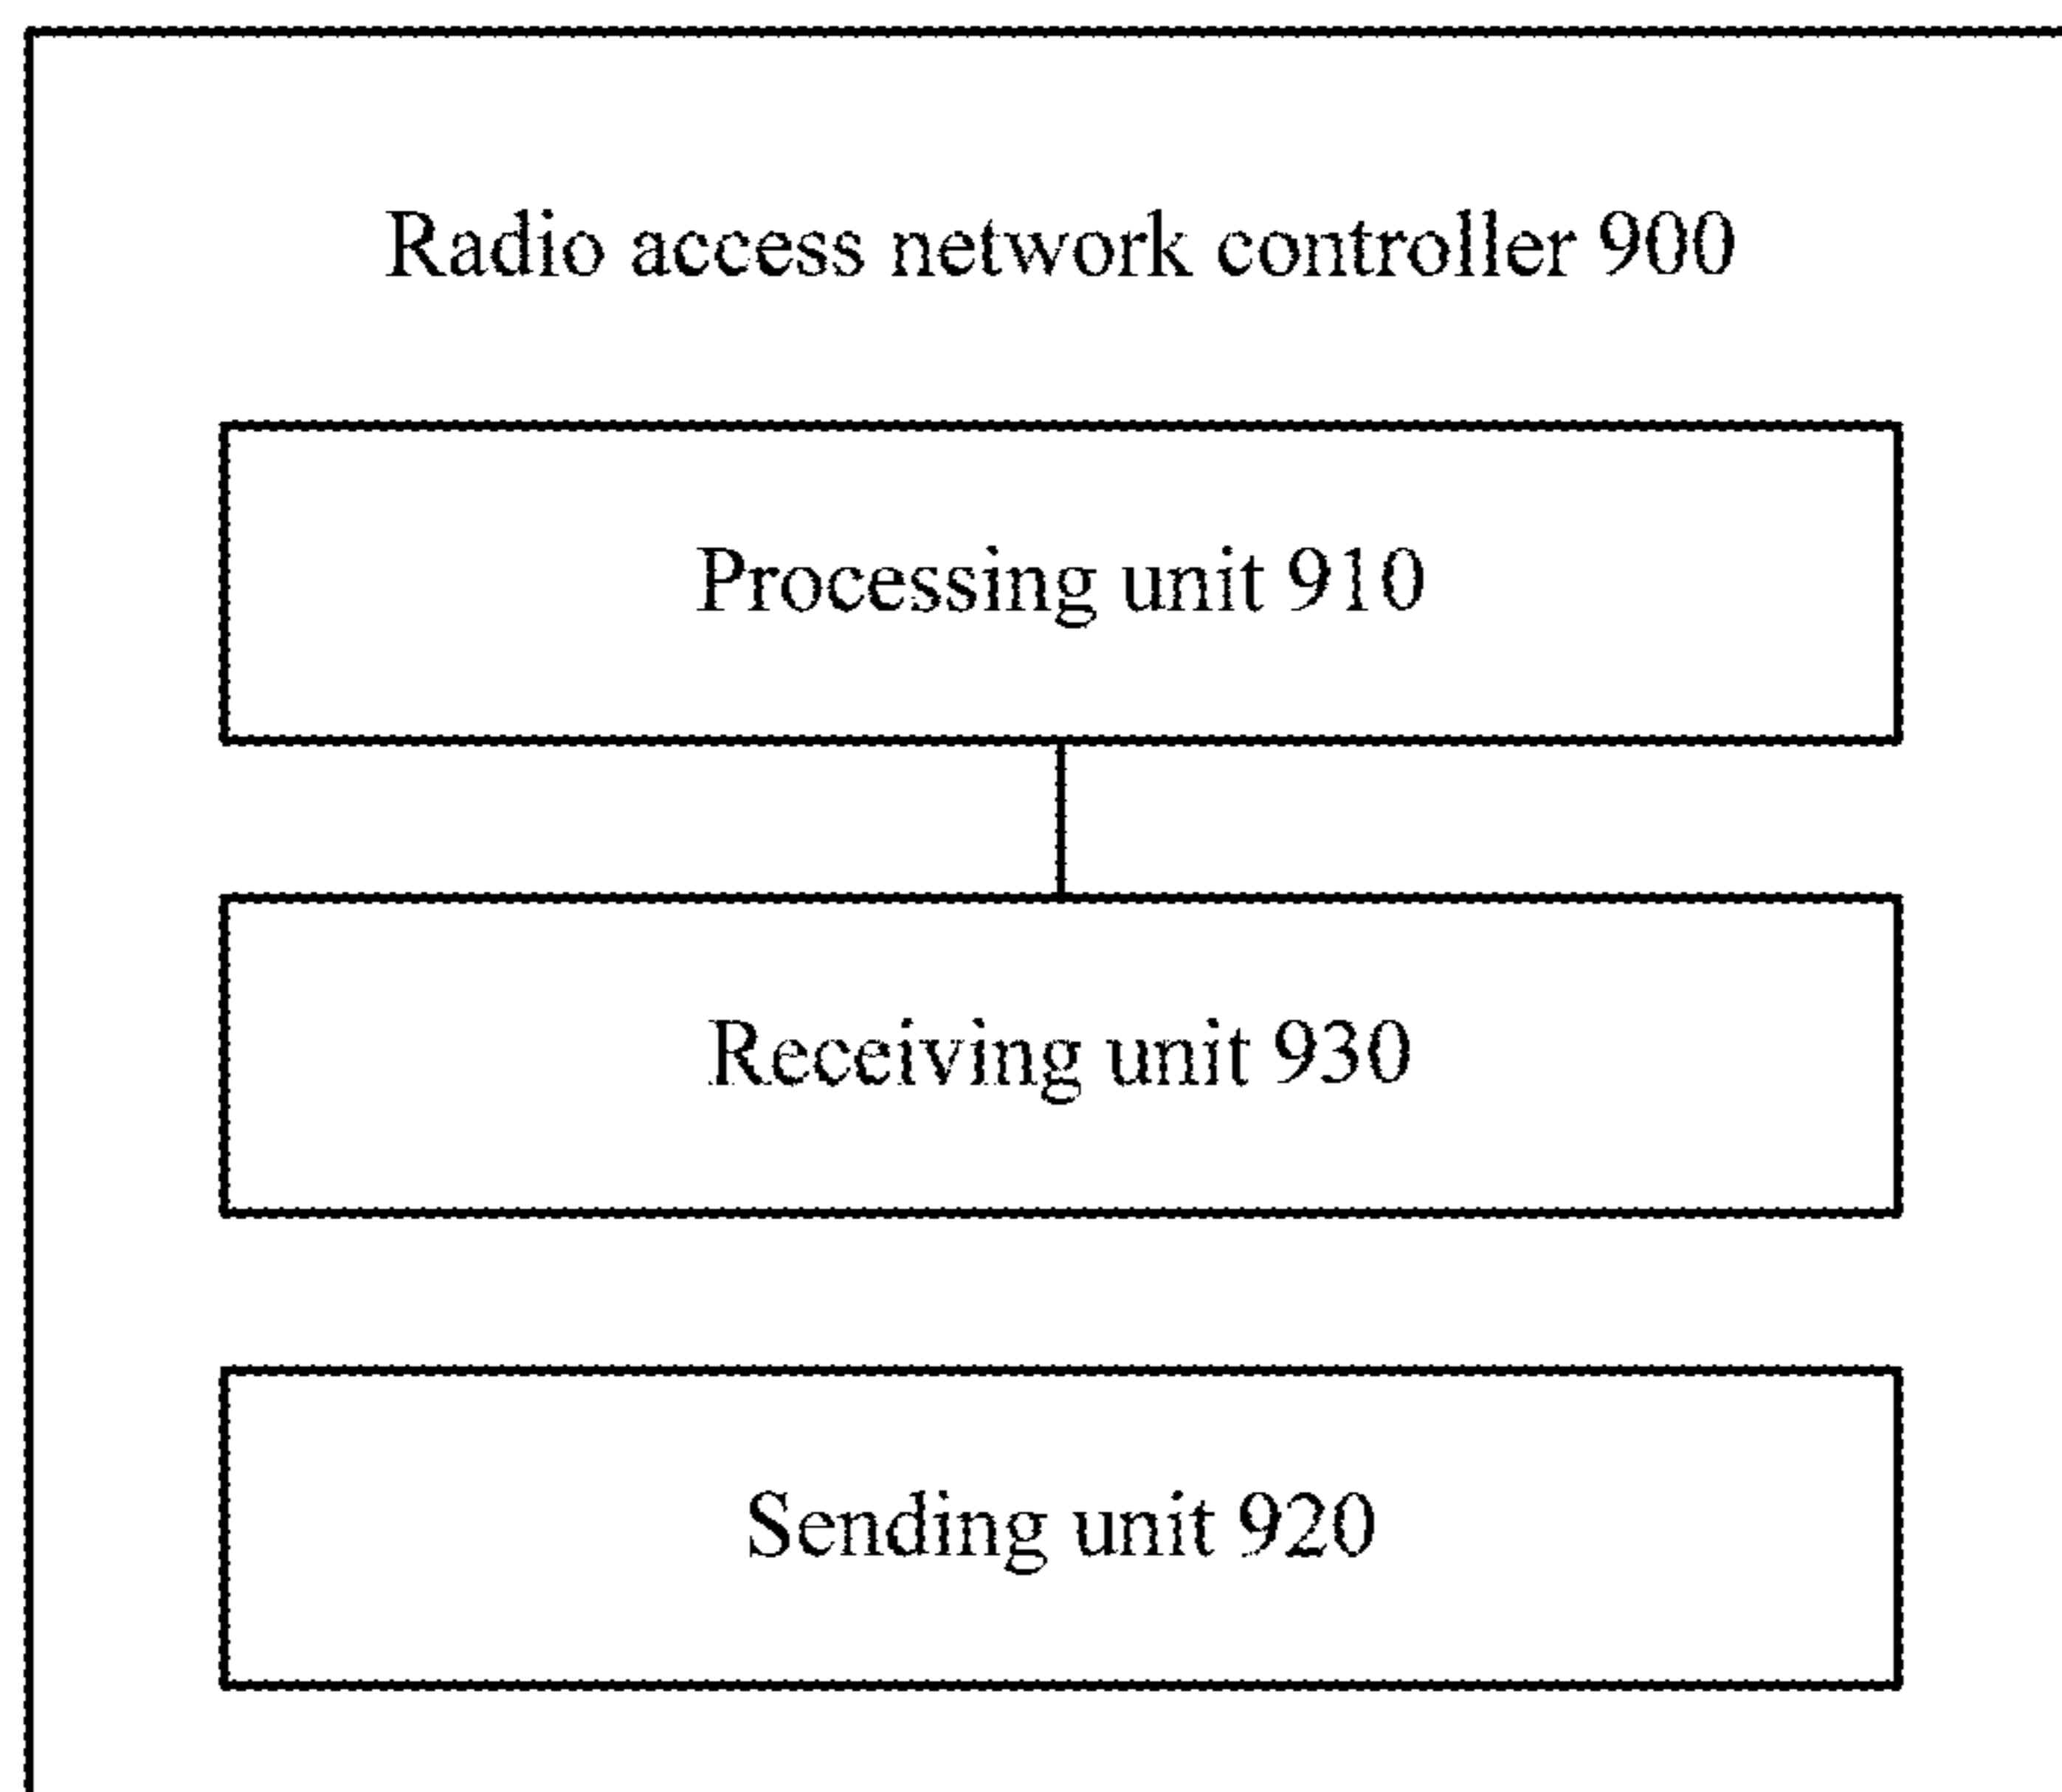 Radio access network controller 900
Processing unit 910
Receiving unit 930
Sending unit 920